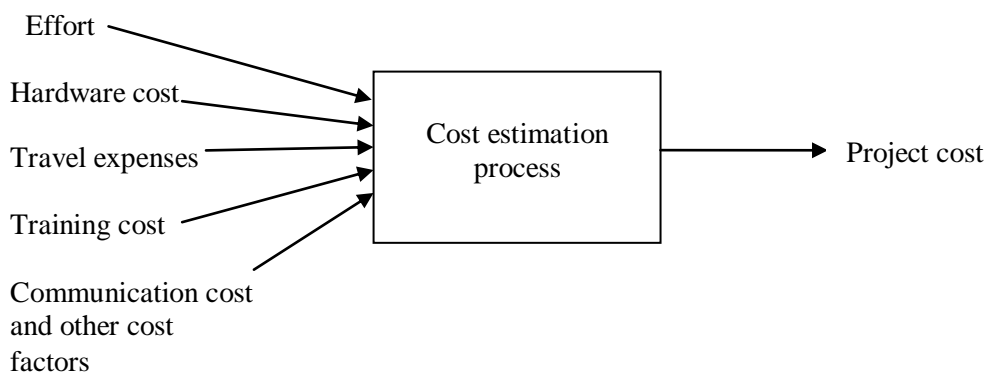 Effort
Hardware cost
Travel expenses
Training cost
Communication cost
and other cost
factors
Cost estimation
process
Project cost